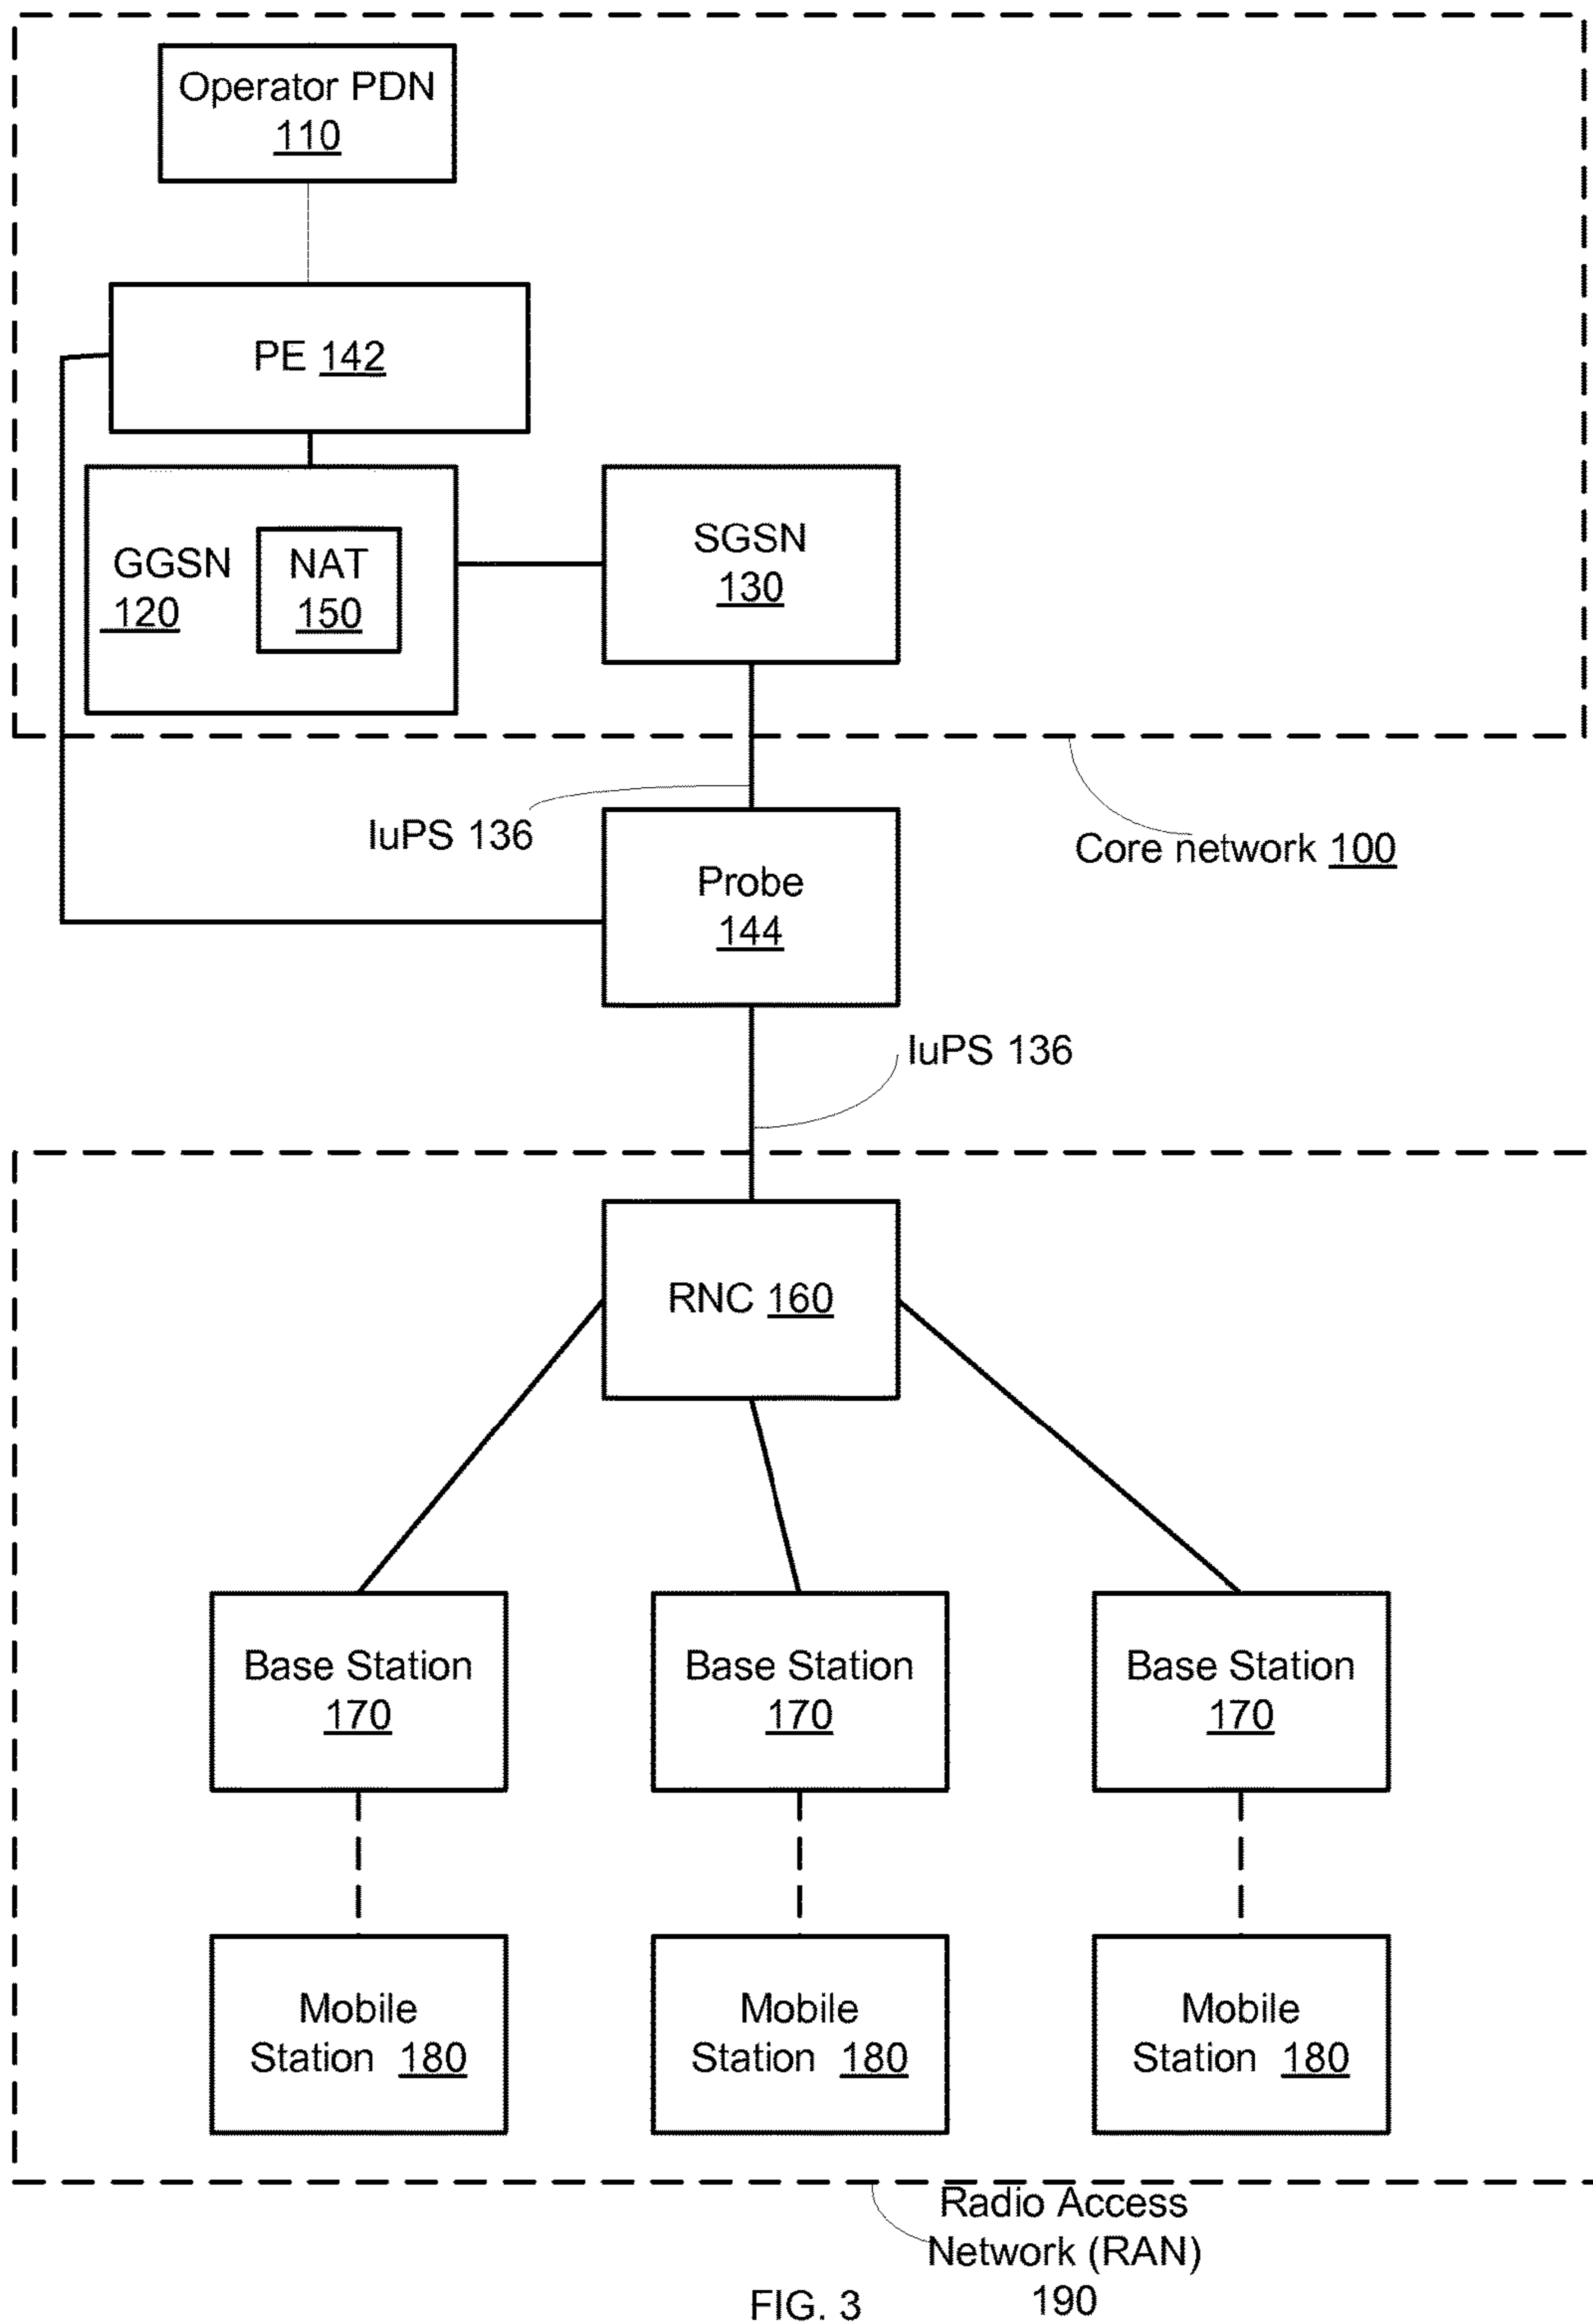 Operator PDN
110
PE 142
GGSN
120
NAT
150
SGSN
130
IuPS 136
Core network 100
Probe
144
IuPS 136
RNC 160
Base Station
170
Base Station
170
Base Station
170
Mobile
Station 180
Mobile
Station 180
Mobile
Station 180
Radio Access
Network (RAN)
190
FIG. 3